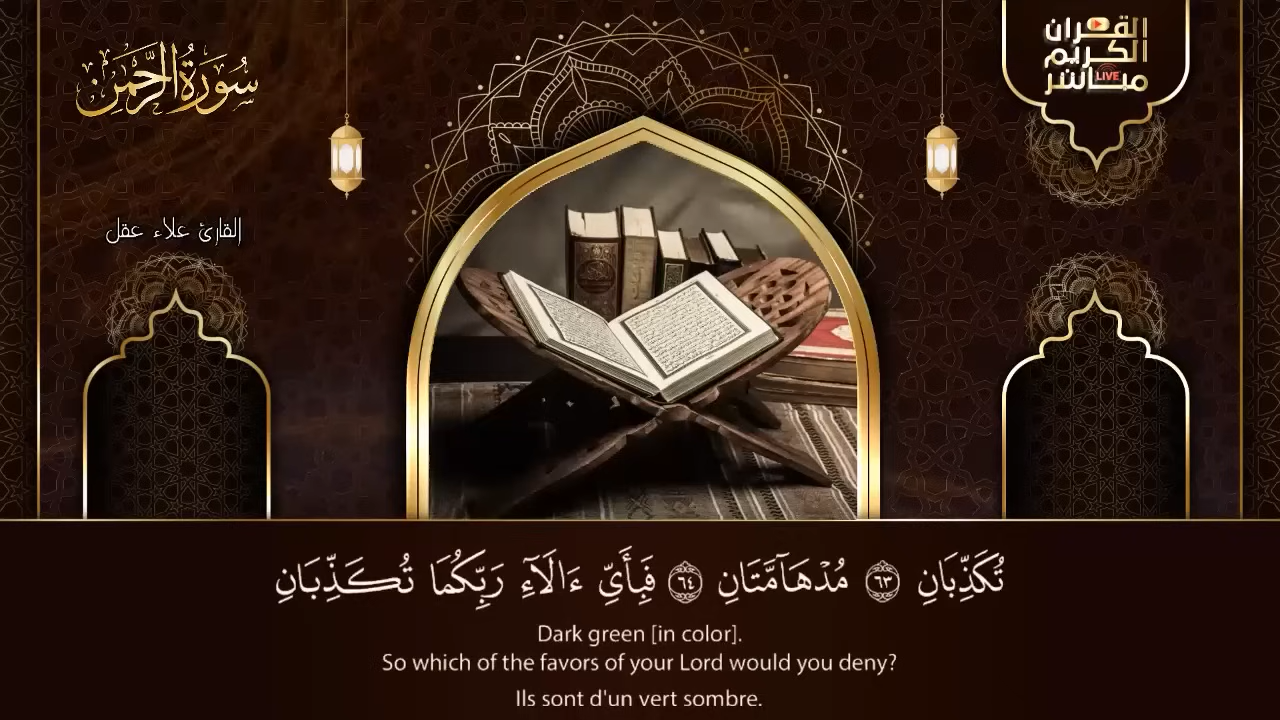 سُورَةُ الرَّحْمَن
القرآن
الكريم
مباشر
LIVE
القارئ علاء عقل
تُكَذِّبَانِ ٦٣ مُدْهَآمَّتَانِ ٦٤ فَبِأَيِّ ءَالَآءِ رَبِّكُمَا تُكَذِّبَانِ
Dark green [in color].
So which of the favors of your Lord would you deny?
Ils sont d'un vert sombre.